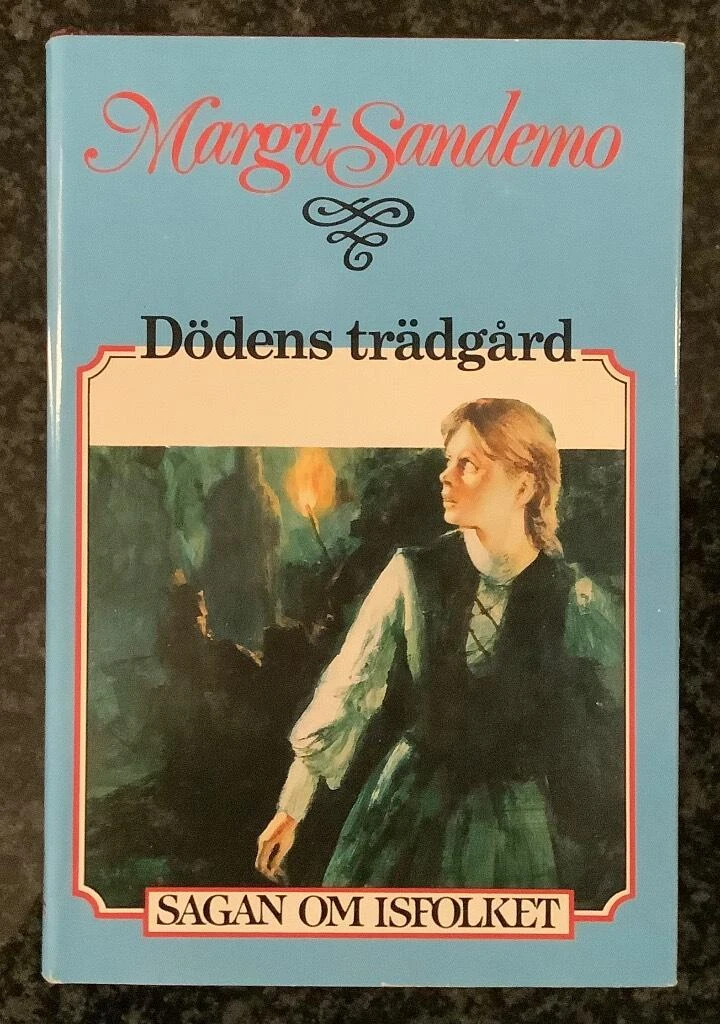 Margit Sandemo
Dödens trädgård
SAGAN OM ISFOLKET